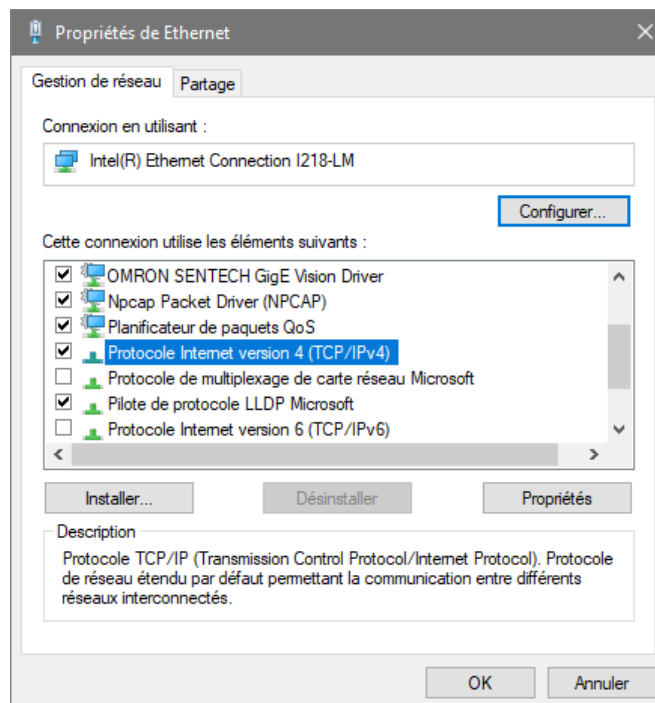 Propriétés de Ethernet
Gestion de réseau
Partage
Connexion en utilisant :
Intel(R) Ethernet Connection I218-LM
Configurer...
Cette connexion utilise les éléments suivants :
OMRON SENTECH GigE Vision Driver
Npcap Packet Driver (NPCAP)
Planificateur de paquets QoS
Protocole Internet version 4 (TCP/IPv4)
Protocole de multiplexage de carte réseau Microsoft
Pilote de protocole LLDP Microsoft
Protocole Internet version 6 (TCP/IPv6)
Installer...
Désinstaller
Propriétés
Description
Protocole TCP/IP (Transmission Control Protocol/Internet Protocol). Protocole
de réseau étendu par défaut permettant la communication entre différents
réseaux interconnectés.
OK
Annuler